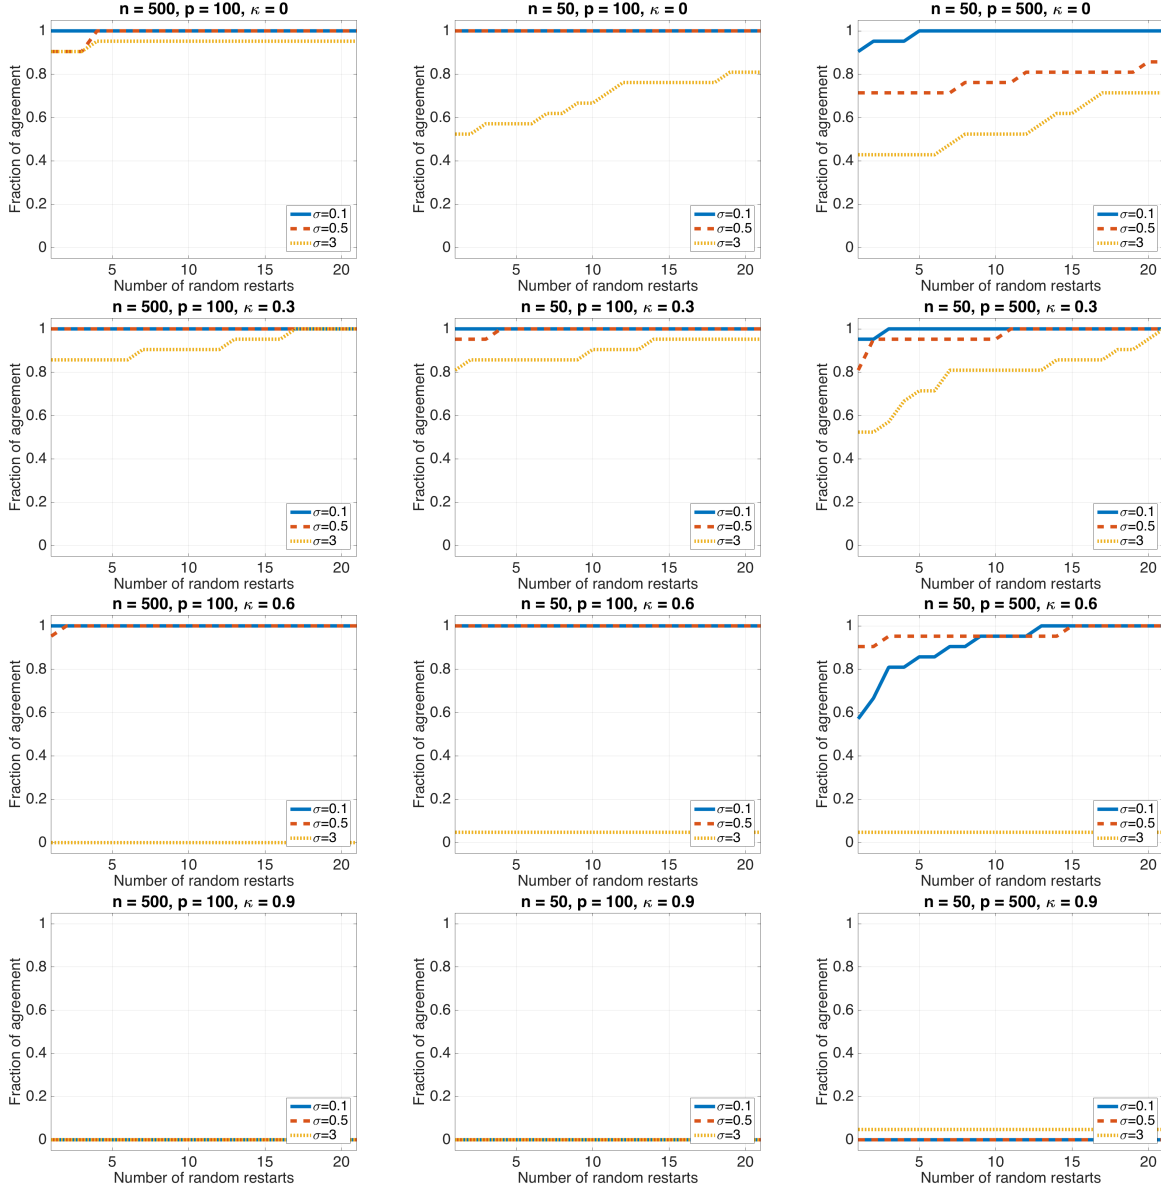 n = 500, p = 100, κ = 0
Fraction of agreement
1
0.8
0.6
0.4
0.2
0
σ=0.1
σ=0.5
σ=3
5 10 15 20
Number of random restarts
n = 50, p = 100, κ = 0
Fraction of agreement
1
0.8
0.6
0.4
0.2
0
σ=0.1
σ=0.5
σ=3
5 10 15 20
Number of random restarts
n = 50, p = 500, κ = 0
Fraction of agreement
1
0.8
0.6
0.4
0.2
0
σ=0.1
σ=0.5
σ=3
5 10 15 20
Number of random restarts
n = 500, p = 100, κ = 0.3
Fraction of agreement
1
0.8
0.6
0.4
0.2
0
σ=0.1
σ=0.5
σ=3
5 10 15 20
Number of random restarts
n = 50, p = 100, κ = 0.3
Fraction of agreement
1
0.8
0.6
0.4
0.2
0
σ=0.1
σ=0.5
σ=3
5 10 15 20
Number of random restarts
n = 50, p = 500, κ = 0.3
Fraction of agreement
1
0.8
0.6
0.4
0.2
0
σ=0.1
σ=0.5
σ=3
5 10 15 20
Number of random restarts
n = 500, p = 100, κ = 0.6
Fraction of agreement
1
0.8
0.6
0.4
0.2
0
σ=0.1
σ=0.5
σ=3
5 10 15 20
Number of random restarts
n = 50, p = 100, κ = 0.6
Fraction of agreement
1
0.8
0.6
0.4
0.2
0
σ=0.1
σ=0.5
σ=3
5 10 15 20
Number of random restarts
n = 50, p = 500, κ = 0.6
Fraction of agreement
1
0.8
0.6
0.4
0.2
0
σ=0.1
σ=0.5
σ=3
5 10 15 20
Number of random restarts
n = 500, p = 100, κ = 0.9
Fraction of agreement
1
0.8
0.6
0.4
0.2
0
σ=0.1
σ=0.5
σ=3
5 10 15 20
Number of random restarts
n = 50, p = 100, κ = 0.9
Fraction of agreement
1
0.8
0.6
0.4
0.2
0
σ=0.1
σ=0.5
σ=3
5 10 15 20
Number of random restarts
n = 50, p = 500, κ = 0.9
Fraction of agreement
1
0.8
0.6
0.4
0.2
0
σ=0.1
σ=0.5
σ=3
5 10 15 20
Number of random restarts